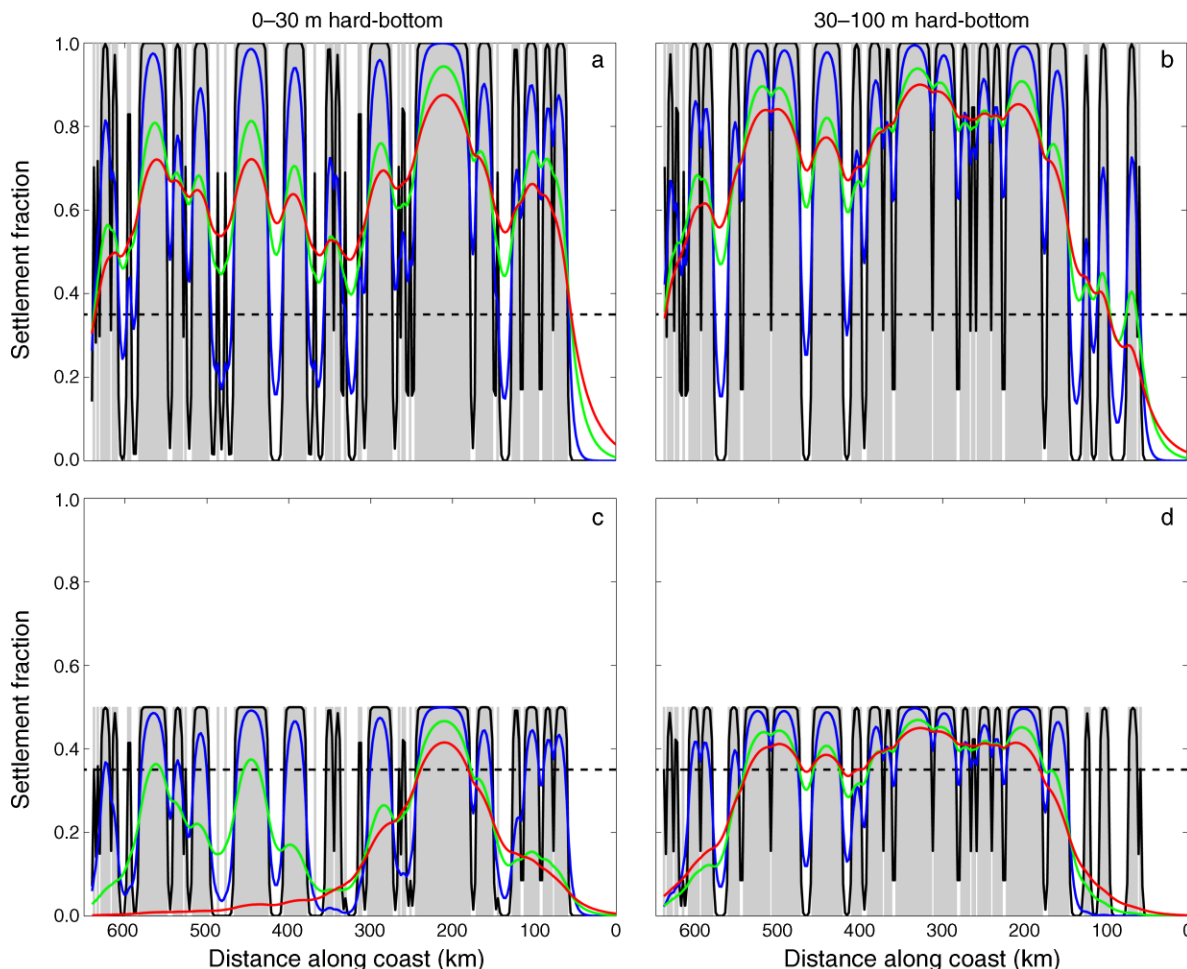 0–30 m hard-bottom
30–100 m hard-bottom
a
b
1.0
0.8
0.6
0.4
0.2
0.0
Settlement fraction
c
d
1.0
0.8
0.6
0.4
0.2
0.0
Settlement fraction
600 500 400 300 200 100 0
600 500 400 300 200 100 0
Distance along coast (km)
Distance along coast (km)